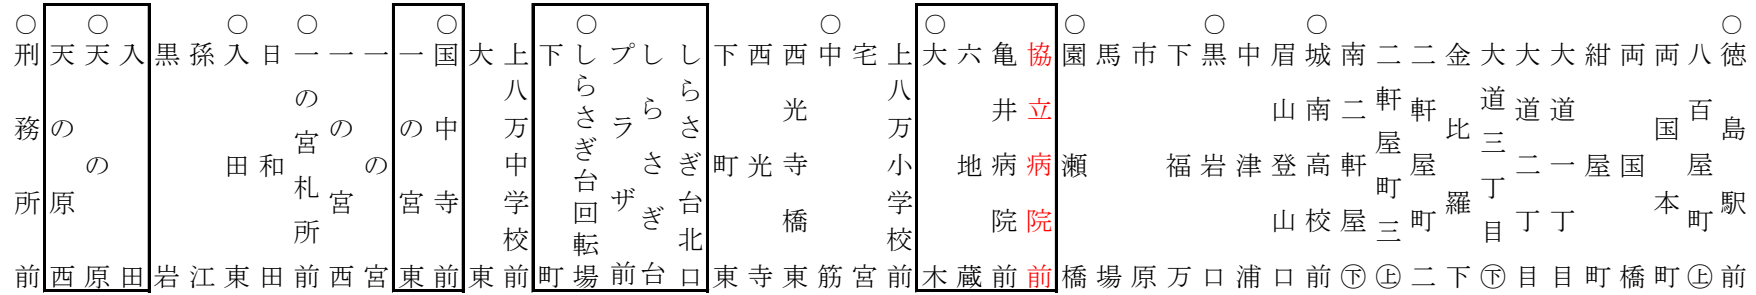 ○徳島駅前
八百屋町㊤
両国本町
両国橋
紺屋町
大道一丁目
大道二丁目
大道三丁目㊦
金比羅下
二軒屋町二
二軒屋町三㊤
南二軒屋㊦
○城南高校前
眉山登山口
中津浦
○黒岩口
下福万
市原
馬場
○園瀬橋
協立病院前
亀井病院前
六地蔵
○大木
上八万小学校前
宅宮
○中筋
西光寺橋東
西光寺
下町東
しらさぎ台北口
しらさぎ台
プラザ前
○しらさぎ台回転場
下町
上八万中学校前
大東
○国中寺前
一の宮東
一の宮
一の宮西
○一の宮札所前
日和田
○入田東
孫江
黒岩
入田
○天の原
天の原西
○刑務所前